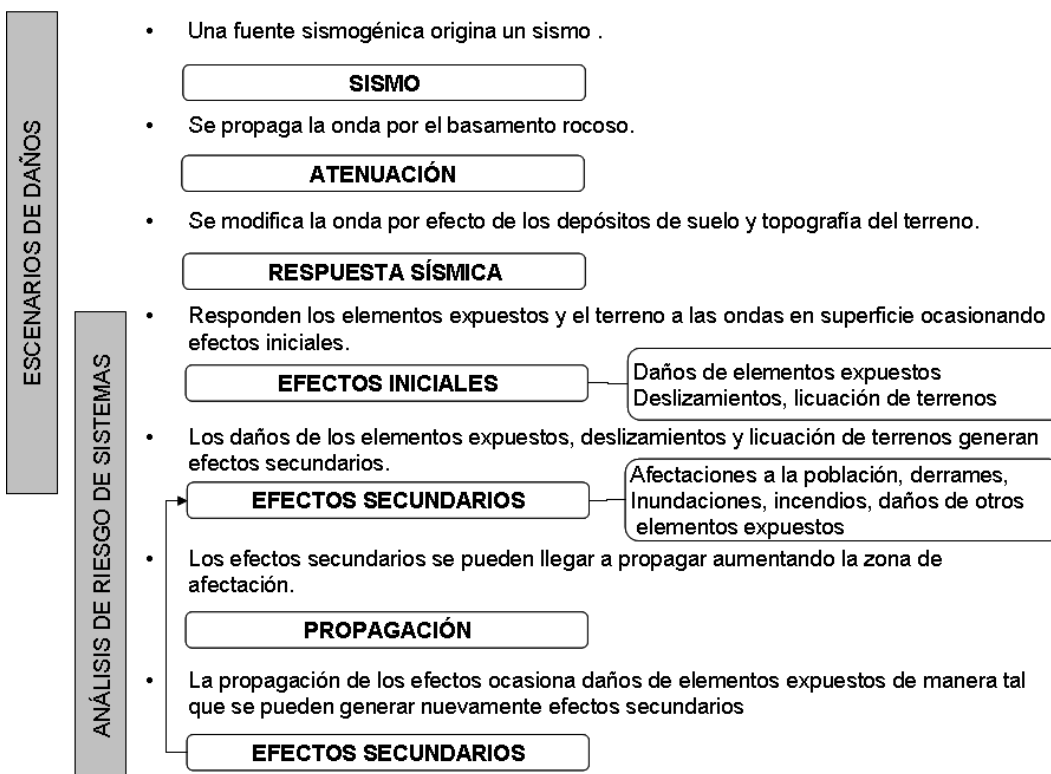 ESCENARIOS DE DAÑOS
ANÁLISIS DE RIESGO DE SISTEMAS
• Una fuente sismogénica origina un sismo .
SISMO
• Se propaga la onda por el basamento rocoso.
ATENUACIÓN
• Se modifica la onda por efecto de los depósitos de suelo y topografía del terreno.
RESPUESTA SÍSMICA
• Responden los elementos expuestos y el terreno a las ondas en superficie ocasionando
efectos iniciales.
EFECTOS INICIALES
Daños de elementos expuestos
Deslizamientos, licuación de terrenos
• Los daños de los elementos expuestos, deslizamientos y licuación de terrenos generan
efectos secundarios.
EFECTOS SECUNDARIOS
Afectaciones a la población, derrames,
Inundaciones, incendios, daños de otros
elementos expuestos
• Los efectos secundarios se pueden llegar a propagar aumentando la zona de
afectación.
PROPAGACIÓN
• La propagación de los efectos ocasiona daños de elementos expuestos de manera tal
que se pueden generar nuevamente efectos secundarios
EFECTOS SECUNDARIOS